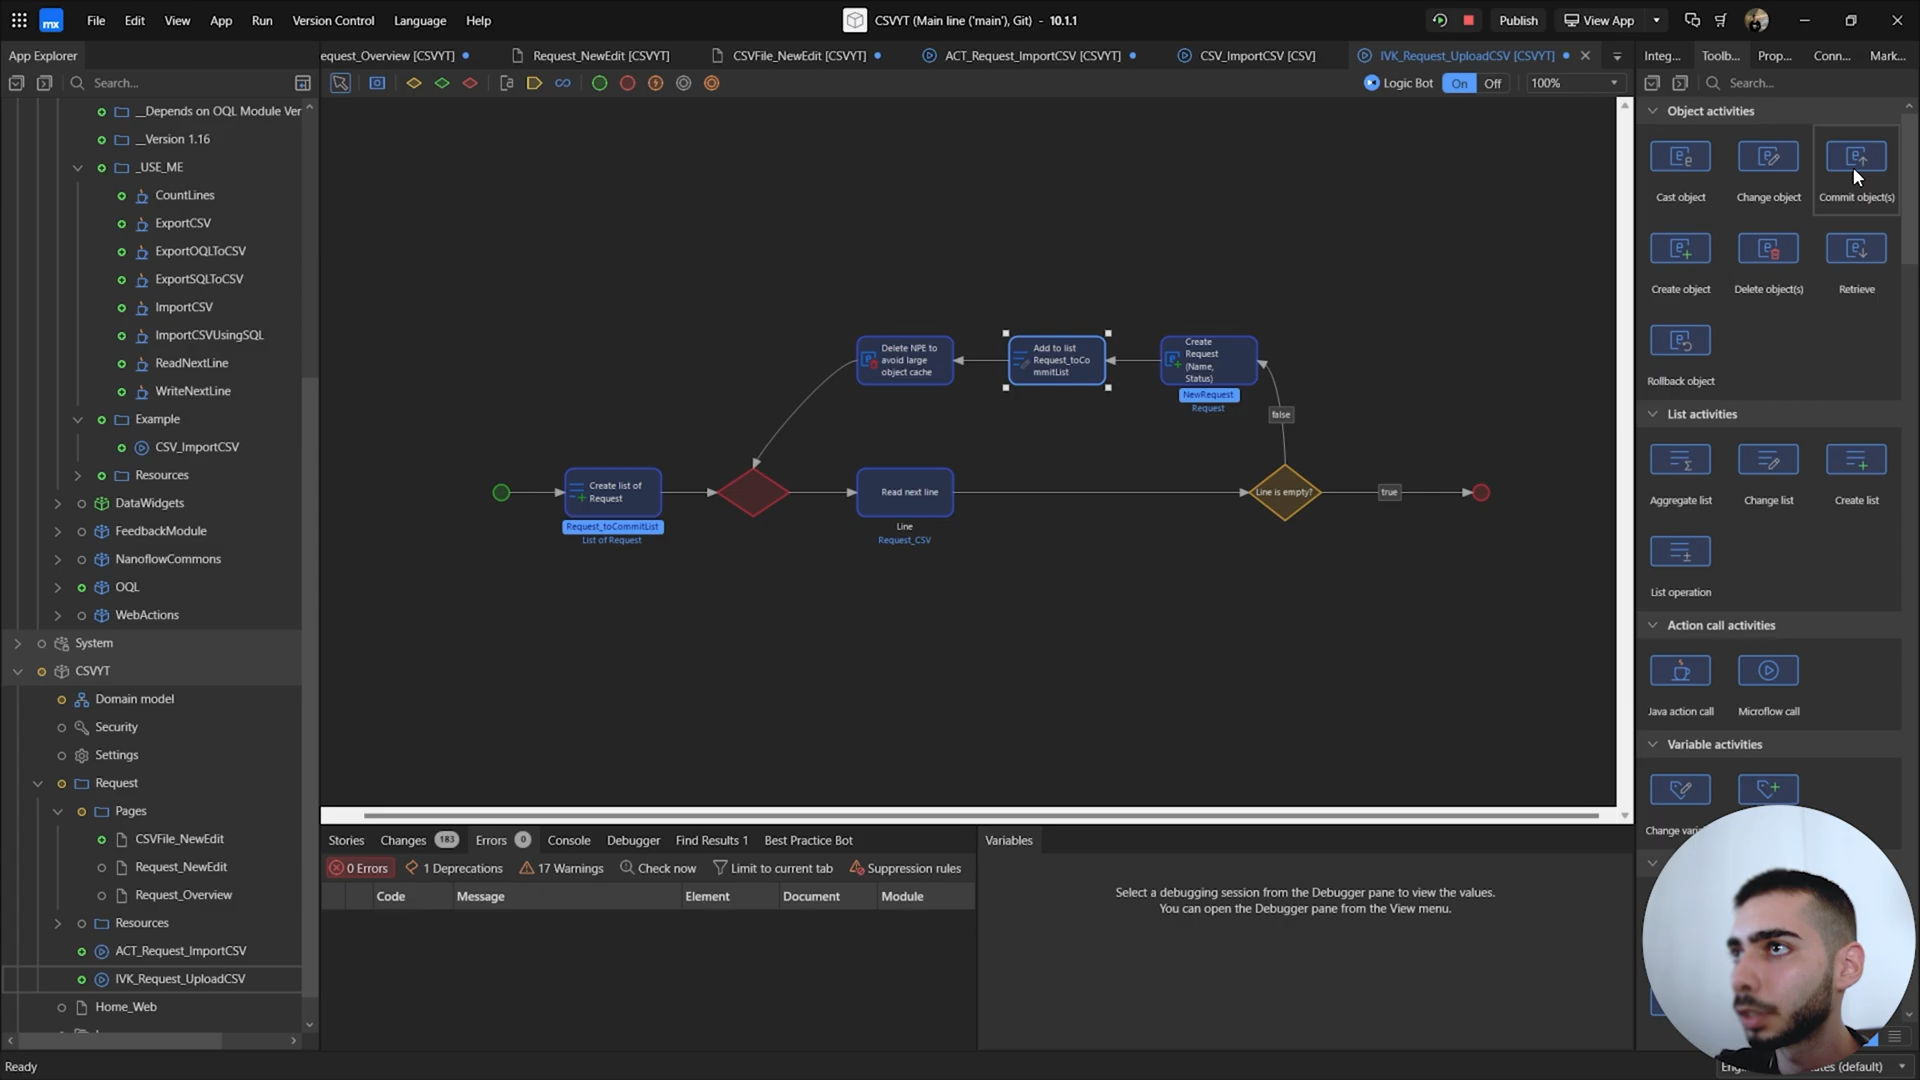 mx File Edit View App Run Version Control Language Help
CSVYT (Main line ('main'), Git) - 10.1.1
Publish View App
App Explorer
equest_Overview [CSVYT]
Request_NewEdit [CSVYT]
CSVFile_NewEdit [CSVYT]
ACT_Request_ImportCSV [CSVYT]
CSV_ImportCSV [CSV]
IVK_Request_UploadCSV [CSVYT]
Integ... Toolb... Prop... Conn... Mark...
Search...
Logic Bot On Off 100%
Search...
__Depends on OQL Module Ver
__Version 1.16
_USE_ME
CountLines
ExportCSV
ExportOQLToCSV
ExportSQLToCSV
ImportCSV
ImportCSVUsingSQL
ReadNextLine
WriteNextLine
Example
CSV_ImportCSV
Resources
DataWidgets
FeedbackModule
NanoflowCommons
OQL
WebActions
System
CSVYT
Domain model
Security
Settings
Request
Pages
CSVFile_NewEdit
Request_NewEdit
Request_Overview
Resources
ACT_Request_ImportCSV
IVK_Request_UploadCSV
Home_Web
Delete NPE to
avoid large
object cache
Add to list
Request_toCo
mmitList
Create
Request
(Name,
Status)
NewRequest
Request
false
Create list of
Request
Request_toCommitList
List of Request
Read next line
Line
Request_CSV
Line is empty?
true
Object activities
Cast object Change object Commit object(s)
Create object Delete object(s) Retrieve
Rollback object
List activities
Aggregate list Change list Create list
List operation
Action call activities
Java action call Microflow call
Variable activities
Change vari
Stories Changes 183 Errors 0 Console Debugger Find Results 1 Best Practice Bot
0 Errors 1 Deprecations 17 Warnings Check now Limit to current tab Suppression rules
Code Message Element Document Module
Variables
Select a debugging session from the Debugger pane to view the values.
You can open the Debugger pane from the View menu.
Ready
(default)